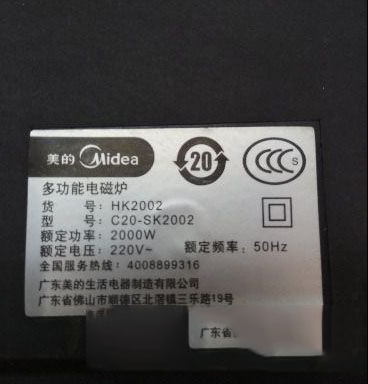 美的 Midea 20 S
多功能电磁炉
货 号: HK2002
型 号: C20-SK2002
额定功率: 2000W
额定电压: 220V~ 额定频率: 50Hz
全国服务热线: 4008899316
广东美的生活电器制造有限公司
广东省佛山市顺德区北滘镇三乐路19号
广东省